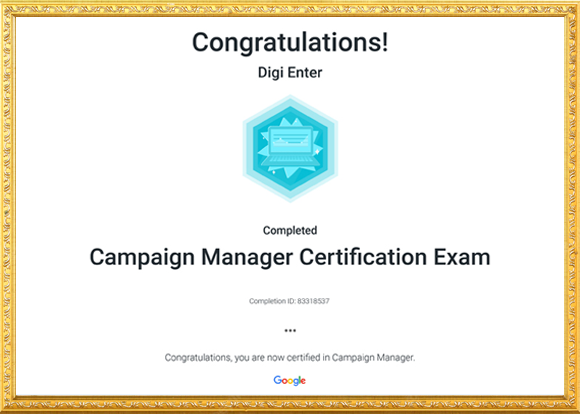 Congratulations!
Digi Enter
Completed
Campaign Manager Certification Exam
Completion ID: 83318537
•••
Congratulations, you are now certified in Campaign Manager.
Google